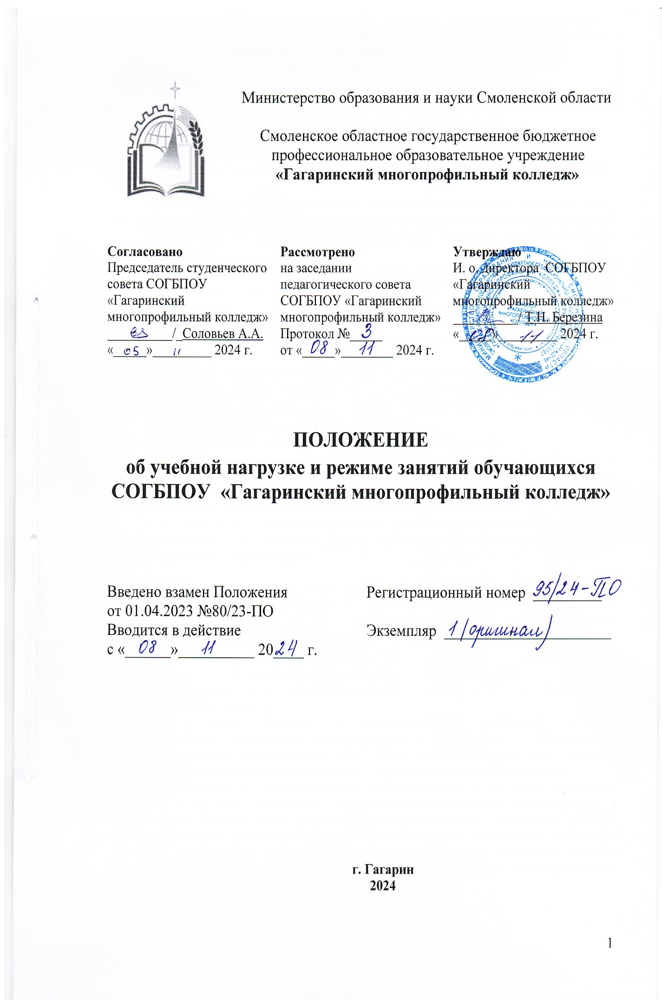 Министерство образования и науки Смоленской области
Смоленское областное государственное бюджетное
профессиональное образовательное учреждение
«Гагаринский многопрофильный колледж»
Согласовано
Председатель студенческого
совета СОГБПОУ
«Гагаринский
многопрофильный колледж»
/ Соловьев А.А.
«05» 11 2024 г.
Рассмотрено
на заседании
педагогического совета
СОГБПОУ «Гагаринский
многопрофильный колледж»
Протокол № 3
от «08» 11 2024 г.
Утверждаю
И. о. директора СОГБПОУ
«Гагаринский
многопрофильный колледж»
/ Т.Н. Березина
«08» 11 2024 г.
ПОЛОЖЕНИЕ
об учебной нагрузке и режиме занятий обучающихся
СОГБПОУ «Гагаринский многопрофильный колледж»
Введено взамен Положения
от 01.04.2023 №80/23-ПО
Вводится в действие
с «08» 11 2024 г.
Регистрационный номер 95/24-ПО
Экземпляр 1 (оригинал)
г. Гагарин
2024
1